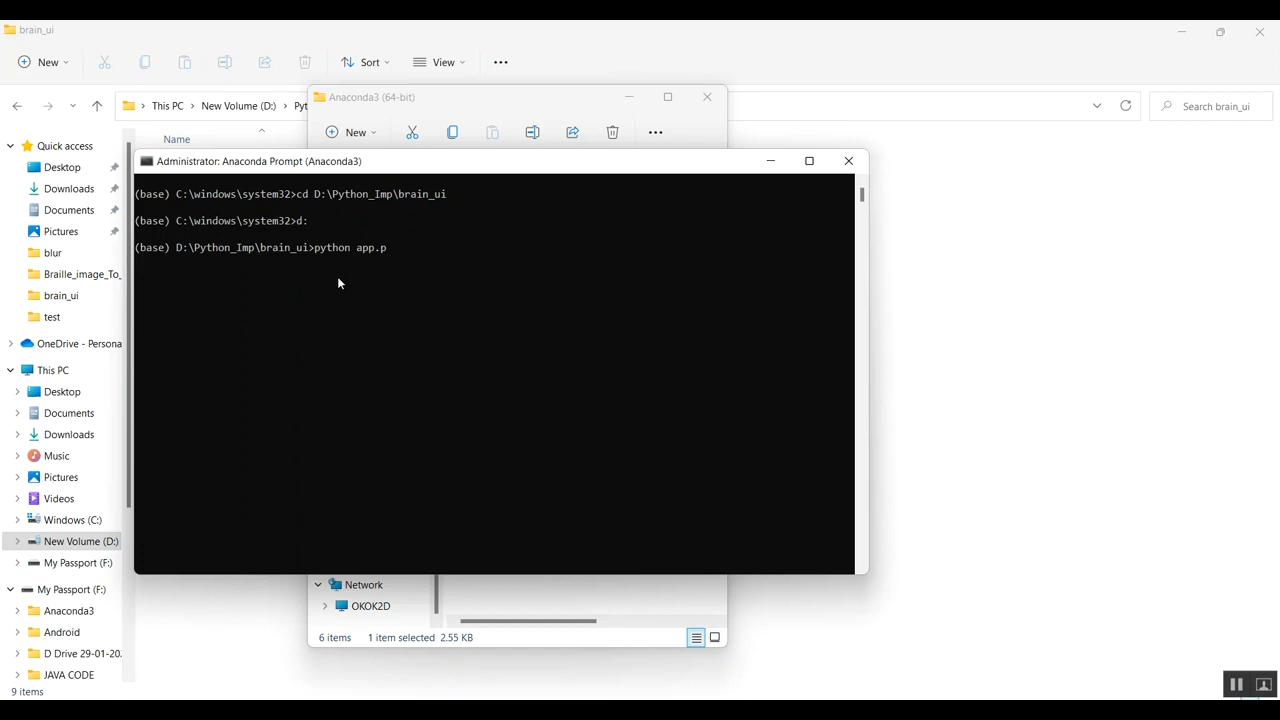 brain_ui
New
Sort
View
This PC
New Volume (D:)
Pyt
Search brain_ui
Name
Quick access
Desktop
Downloads
Documents
Pictures
blur
Braille_image_To_
brain_ui
test
OneDrive - Persona
This PC
Desktop
Documents
Downloads
Music
Pictures
Videos
Windows (C:)
New Volume (D:)
My Passport (F:)
My Passport (F:)
Anaconda3
Android
D Drive 29-01-20
JAVA CODE
9 items
Anaconda3 (64-bit)
New
Administrator: Anaconda Prompt (Anaconda3)
(base) C:\windows\system32>cd D:\Python_Imp\brain_ui
(base) C:\windows\system32>d:
(base) D:\Python_Imp\brain_ui>python app.p
Network
OKOK2D
6 items 1 item selected 2.55 KB